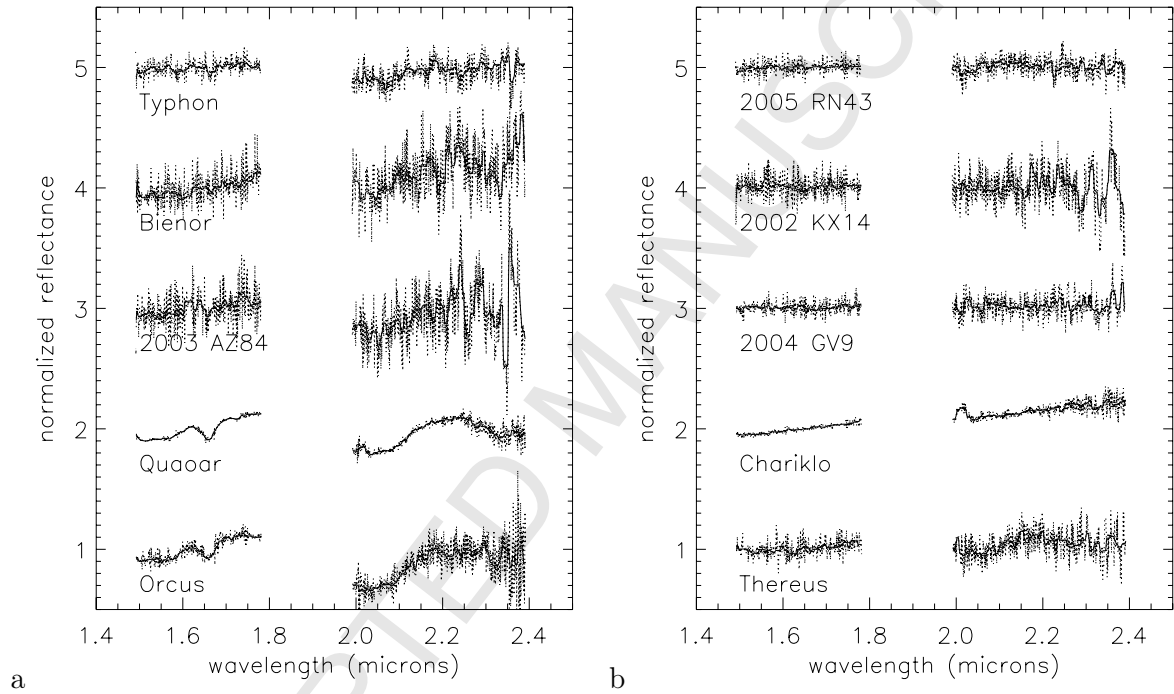 normalized reflectance
5
4
3
2
1
Typhon
Bienor
2003 AZ84
Quaoar
Orcus
1.4 1.6 1.8 2.0 2.2 2.4
wavelength (microns)
a
normalized reflectance
5
4
3
2
1
2005 RN43
2002 KX14
2004 GV9
Chariklo
Thereus
1.4 1.6 1.8 2.0 2.2 2.4
wavelength (microns)
b
PTED MANUSC